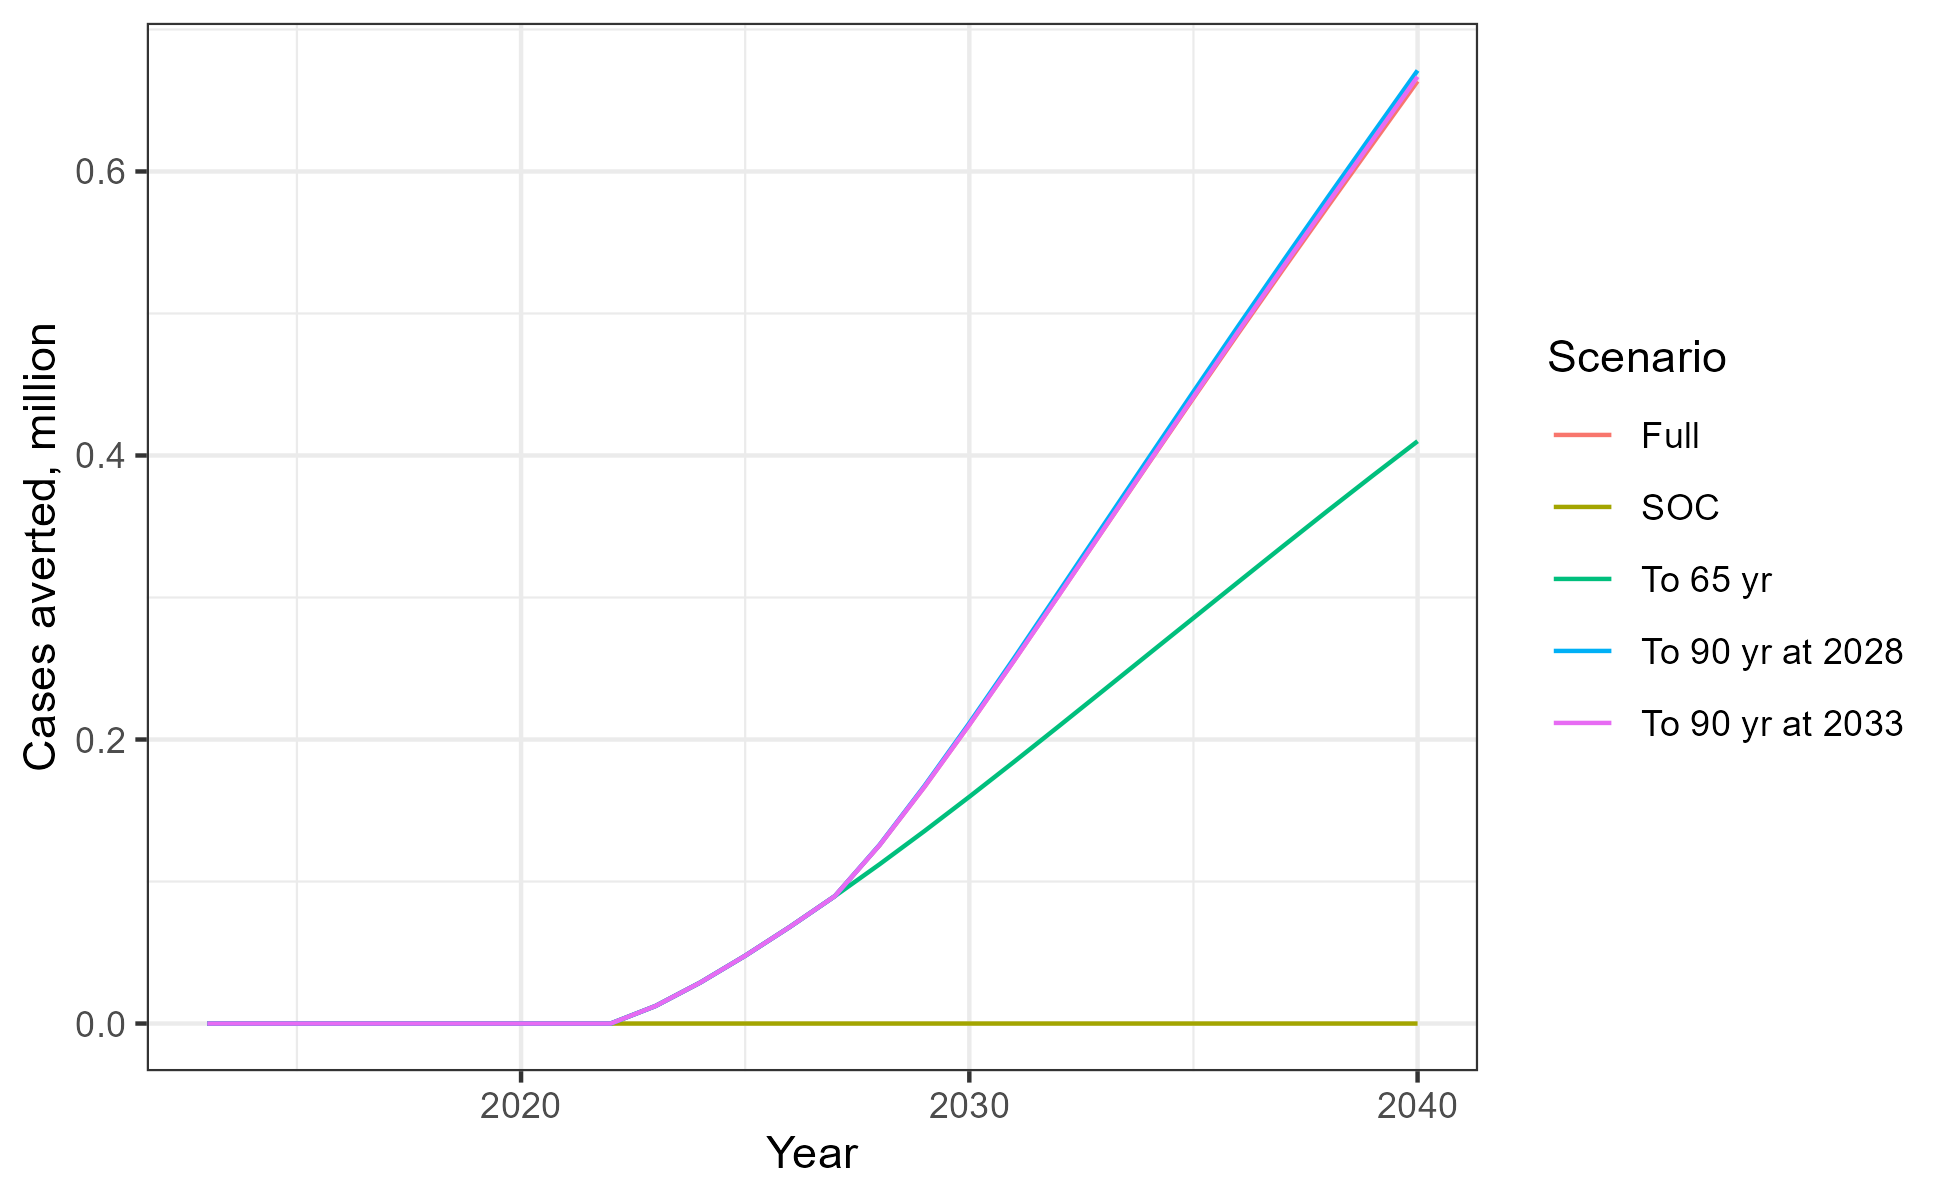 Cases averted, million
0.6
0.4
0.2
0.0
2020
2030
2040
Year
Scenario
Full
SOC
To 65 yr
To 90 yr at 2028
To 90 yr at 2033